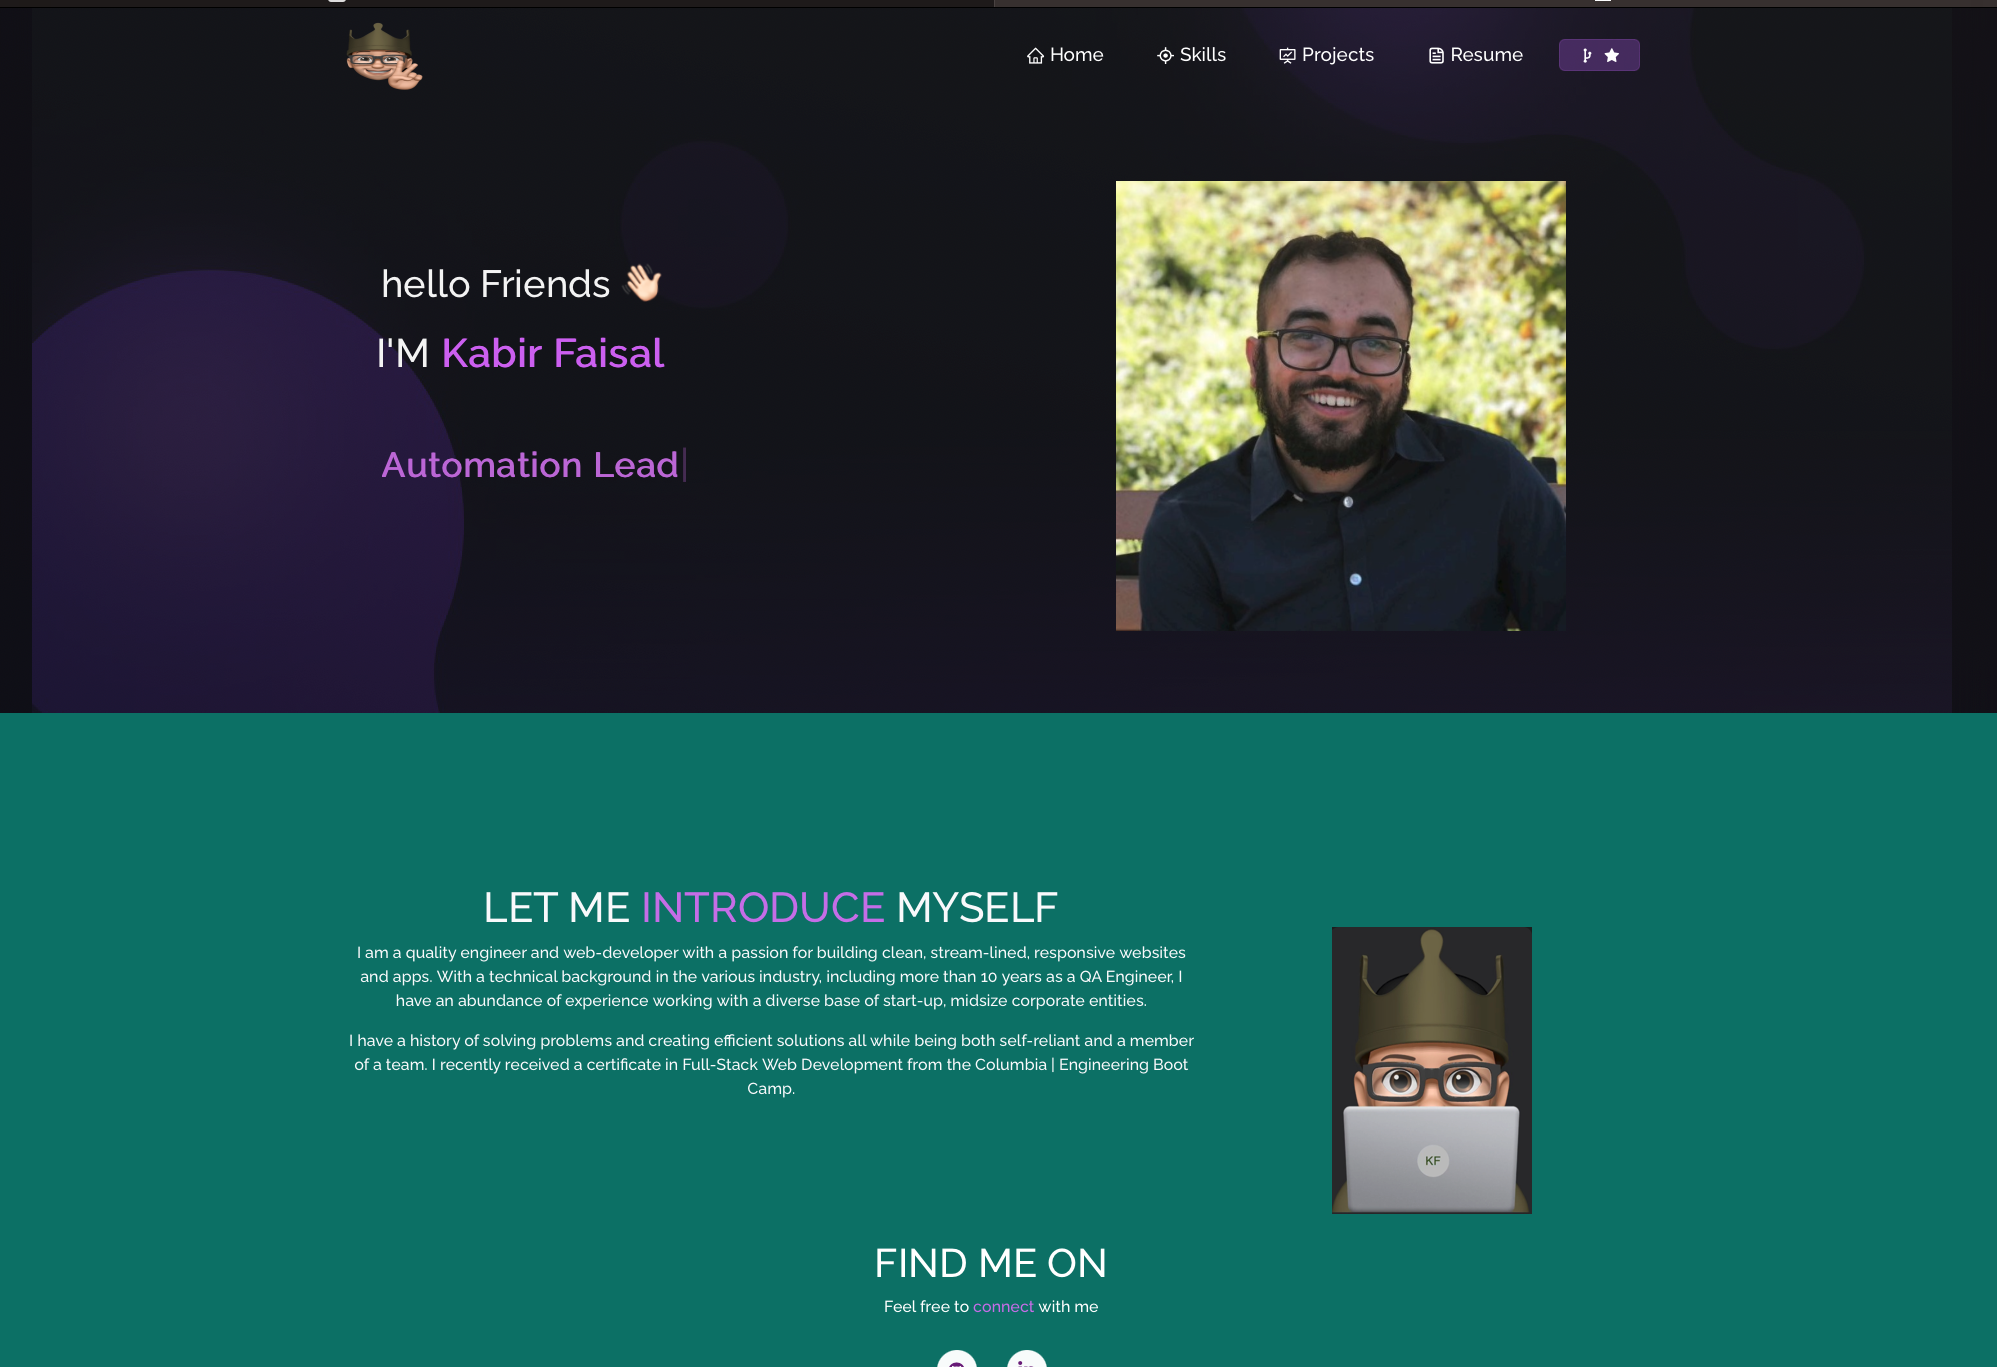 Home
Skills
Projects
Resume
hello Friends 👋🏻
I'M Kabir Faisal
Automation Lead
LET ME INTRODUCE MYSELF
I am a quality engineer and web-developer with a passion for building clean, stream-lined, responsive websites
and apps. With a technical background in the various industry, including more than 10 years as a QA Engineer, I
have an abundance of experience working with a diverse base of start-up, midsize corporate entities.
I have a history of solving problems and creating efficient solutions all while being both self-reliant and a member
of a team. I recently received a certificate in Full-Stack Web Development from the Columbia | Engineering Boot
Camp.
KF
FIND ME ON
Feel free to connect with me